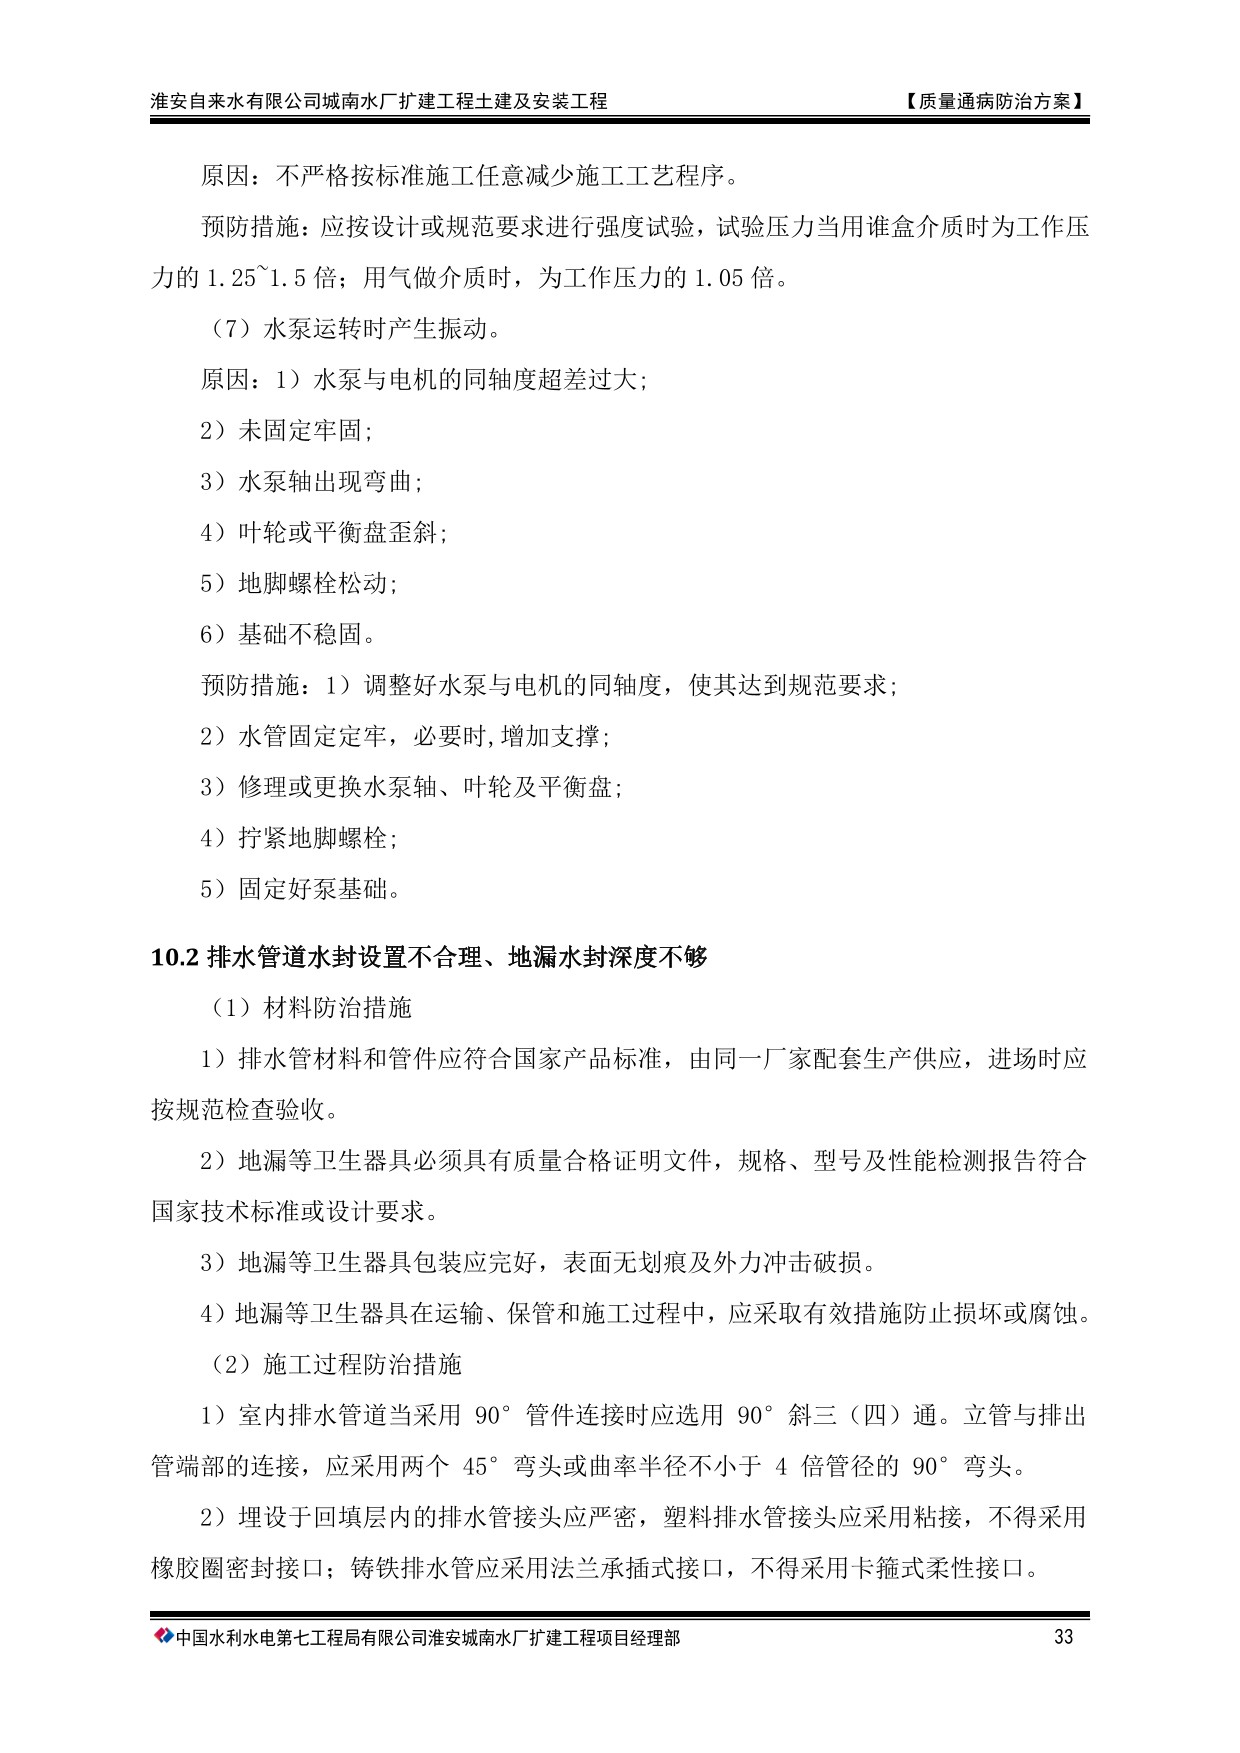 淮安自来水有限公司城南水厂扩建工程土建及安装工程 【质量通病防治方案】
原因：不严格按标准施工任意减少施工工艺程序。
预防措施：应按设计或规范要求进行强度试验，试验压力当用谁盒介质时为工作压
力的 1.25~1.5 倍；用气做介质时，为工作压力的 1.05 倍。
（7）水泵运转时产生振动。
原因：1）水泵与电机的同轴度超差过大；
2）未固定牢固；
3）水泵轴出现弯曲；
4）叶轮或平衡盘歪斜；
5）地脚螺栓松动；
6）基础不稳固。
预防措施：1）调整好水泵与电机的同轴度，使其达到规范要求；
2）水管固定定牢，必要时,增加支撑；
3）修理或更换水泵轴、叶轮及平衡盘；
4）拧紧地脚螺栓；
5）固定好泵基础。
10.2 排水管道水封设置不合理、地漏水封深度不够
（1）材料防治措施
1）排水管材料和管件应符合国家产品标准，由同一厂家配套生产供应，进场时应
按规范检查验收。
2）地漏等卫生器具必须具有质量合格证明文件，规格、型号及性能检测报告符合
国家技术标准或设计要求。
3）地漏等卫生器具包装应完好，表面无划痕及外力冲击破损。
4）地漏等卫生器具在运输、保管和施工过程中，应采取有效措施防止损坏或腐蚀。
（2）施工过程防治措施
1）室内排水管道当采用 90° 管件连接时应选用 90° 斜三（四）通。立管与排出
管端部的连接，应采用两个 45° 弯头或曲率半径不小于 4 倍管径的 90° 弯头。
2）埋设于回填层内的排水管接头应严密，塑料排水管接头应采用粘接，不得采用
橡胶圈密封接口；铸铁排水管应采用法兰承插式接口，不得采用卡箍式柔性接口。
中国水利水电第七工程局有限公司淮安城南水厂扩建工程项目经理部 33